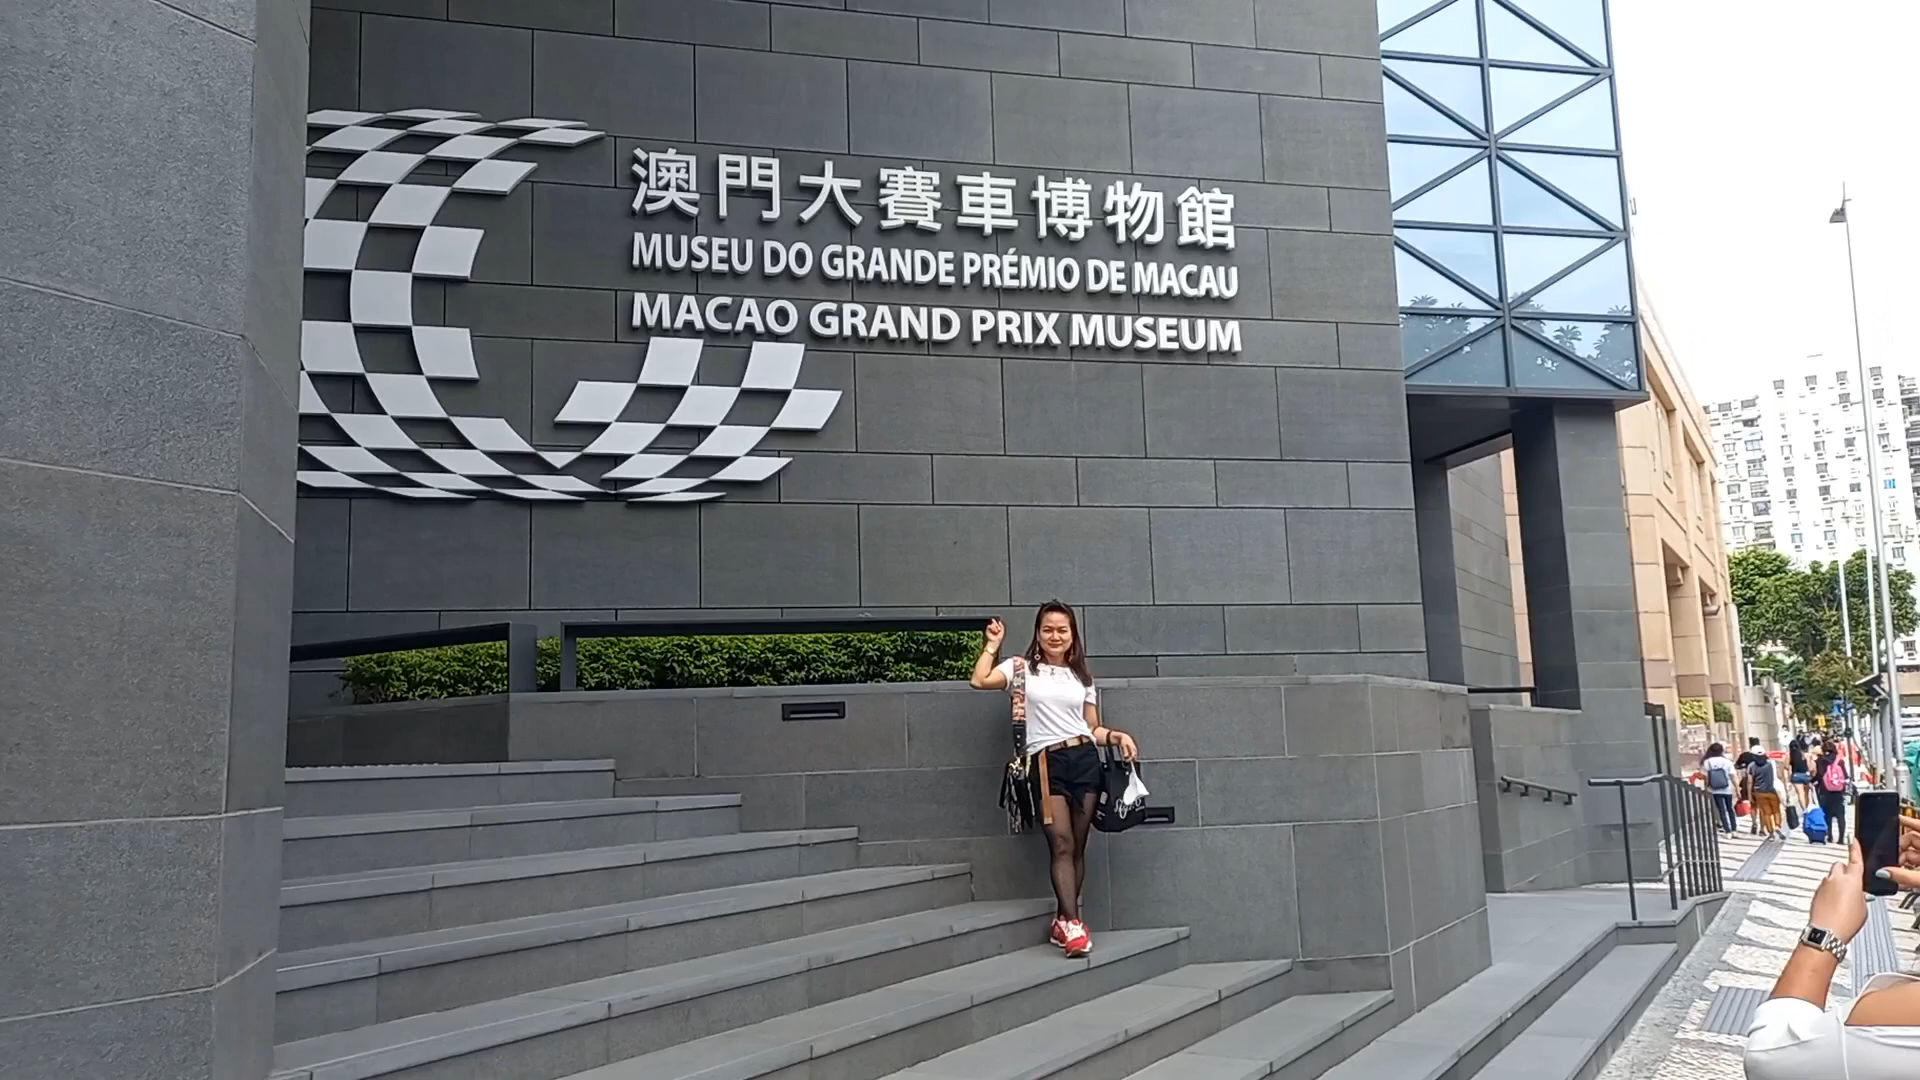 澳門大賽車博物館
MUSEU DO GRANDE PRÉMIO DE MACAU
MACAO GRAND PRIX MUSEUM